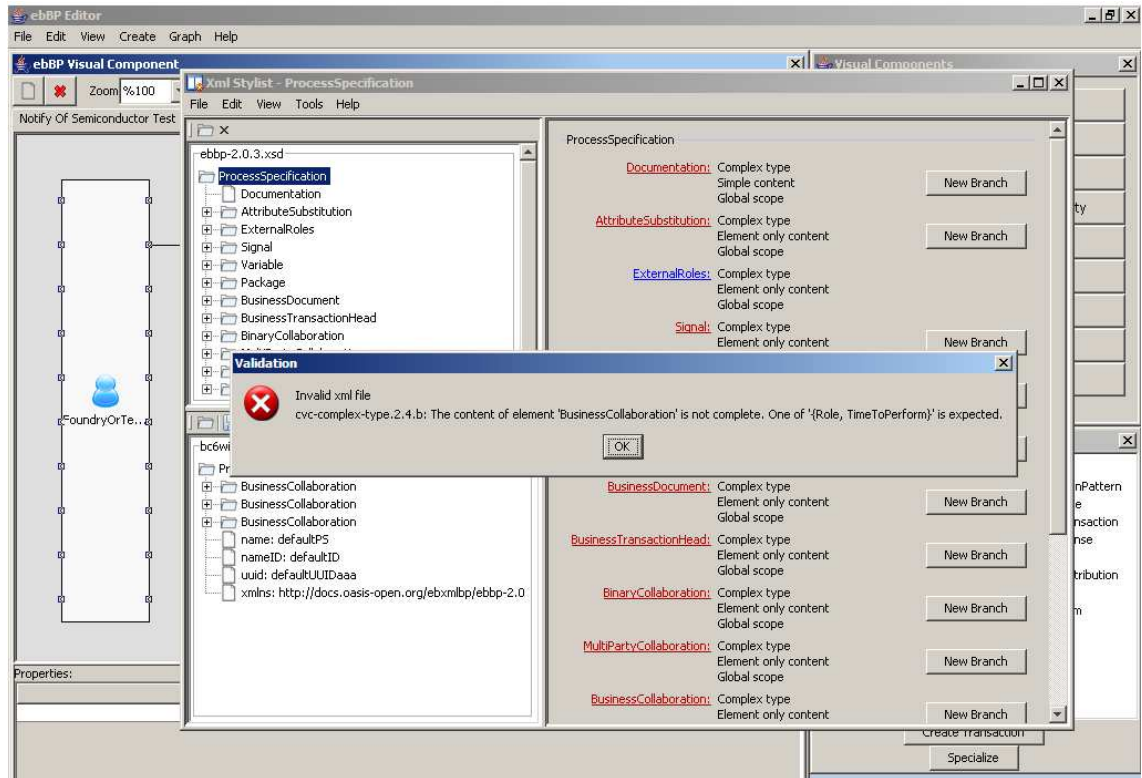 ebBP Editor
File Edit View Create Graph Help
ebBP Visual Component
Visual Components
Zoom %100
Notify Of Semiconductor Test
Xml Stylist - ProcessSpecification
File Edit View Tools Help
ebbp-2.0.3.xsd
ProcessSpecification
Documentation
AttributeSubstitution
ExternalRoles
Signal
Variable
Package
BusinessDocument
BusinessTransactionHead
BinaryCollaboration
ProcessSpecification
Documentation: Complex type
Simple content
Global scope
New Branch
AttributeSubstitution: Complex type
Element only content
Global scope
New Branch
ExternalRoles: Complex type
Element only content
Global scope
Signal: Complex type
Element only content
New Branch
Validation
Invalid xml file
cvc-complex-type.2.4.b: The content of element 'BusinessCollaboration' is not complete. One of '{Role, TimeToPerform}' is expected.
OK
FoundryOrTe...
bc6wi
Pr
BusinessCollaboration
BusinessCollaboration
BusinessCollaboration
name: defaultPS
nameID: defaultID
uuid: defaultUUIDaaa
xmlns: http://docs.oasis-open.org/ebxmlbp/ebbp-2.0
BusinessDocument: Complex type
Element only content
Global scope
New Branch
BusinessTransactionHead: Complex type
Element only content
Global scope
New Branch
BinaryCollaboration: Complex type
Element only content
Global scope
New Branch
MultiPartyCollaboration: Complex type
Element only content
Global scope
New Branch
BusinessCollaboration: Complex type
Element only content
New Branch
ty
nPattern
e
nsaction
nse
tribution
m
Properties:
Create Transaction
Specialize